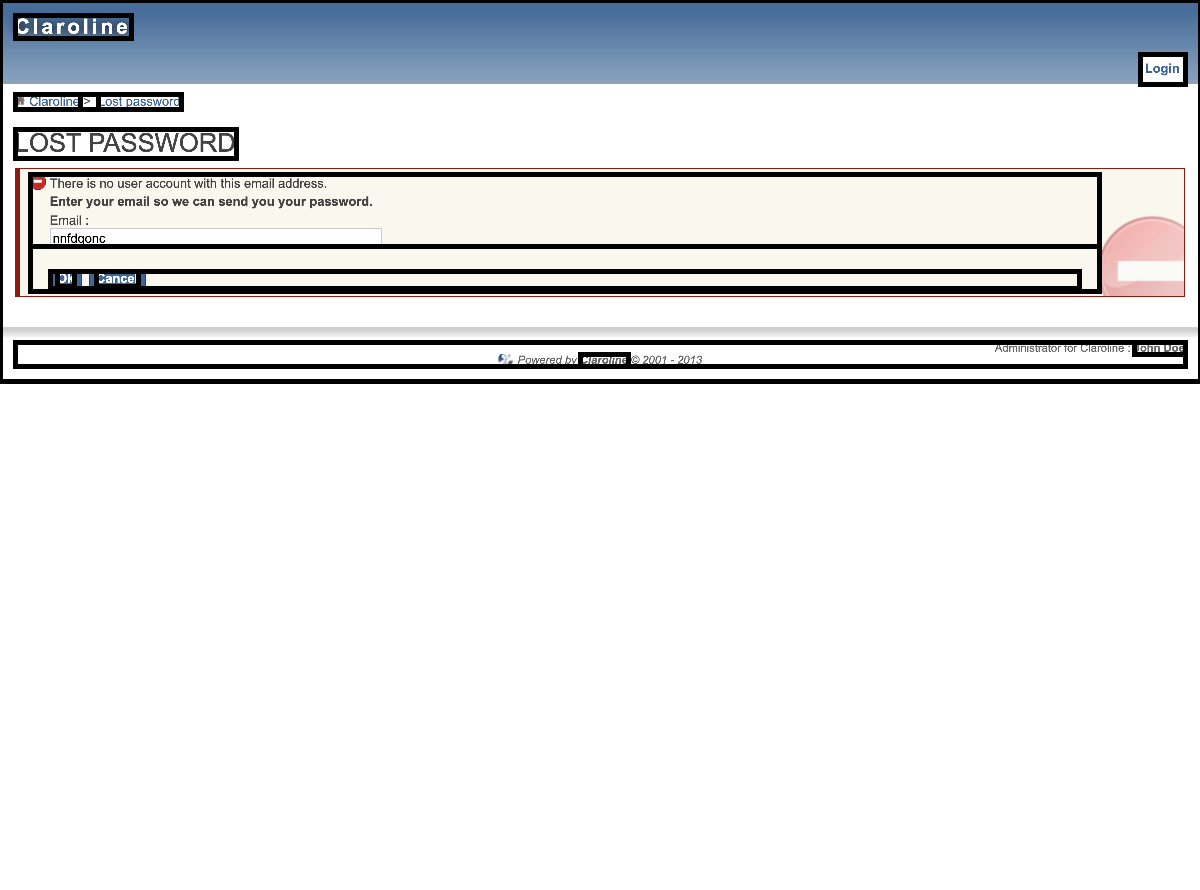 Claroline
Login
Claroline > Lost password
LOST PASSWORD
There is no user account with this email address.
Enter your email so we can send you your password.
Email :
nnfdgonc
Ok Cancel
Administrator for Claroline : John Doe
Powered by Claroline © 2001 - 2013